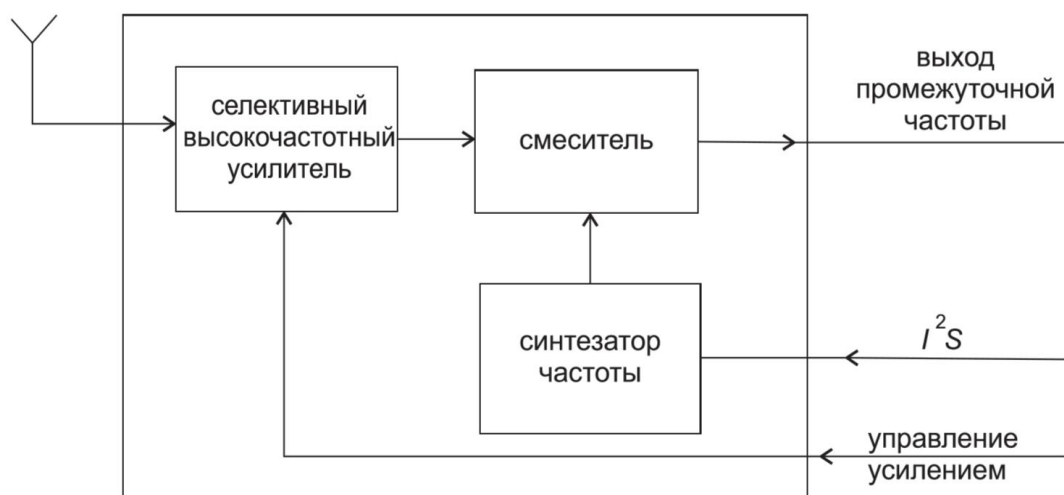 селективный
высокочастотный
усилитель
смеситель
выход
промежуточной
частоты
синтезатор
частоты
I²S
управление
усилением